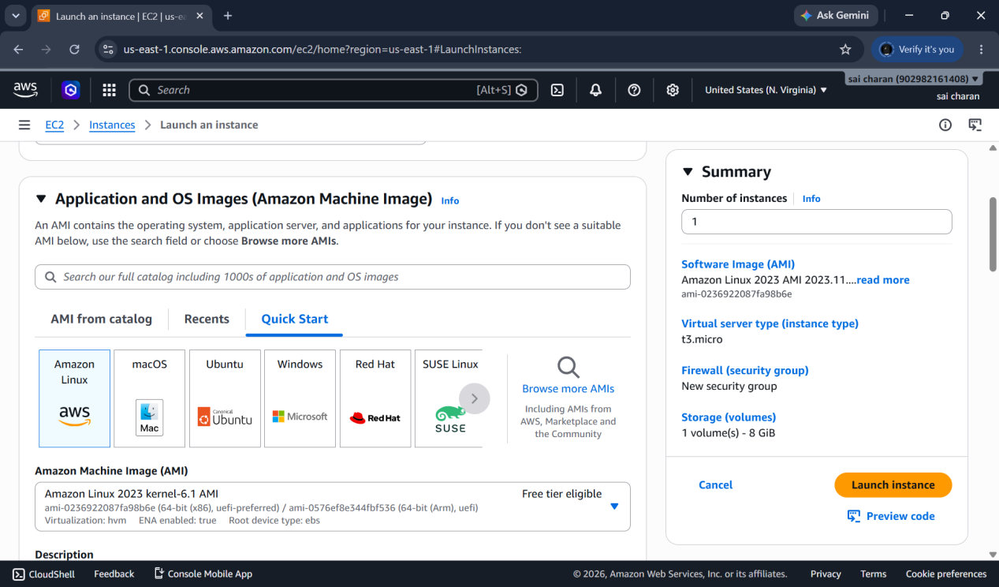 Launch an instance | EC2 | us-ea
Ask Gemini
us-east-1.console.aws.amazon.com/ec2/home?region=us-east-1#LaunchInstances:
Verify it's you
aws
Search
[Alt+S]
United States (N. Virginia) ▼
sai charan (902982161408) ▼
sai charan
EC2 > Instances > Launch an instance
▼ Application and OS Images (Amazon Machine Image) Info
An AMI contains the operating system, application server, and applications for your instance. If you don't see a suitable
AMI below, use the search field or choose Browse more AMIs.
Search our full catalog including 1000s of application and OS images
AMI from catalog
Recents
Quick Start
Amazon
Linux
aws
macOS
Mac
Ubuntu
Canonical
Ubuntu
Windows
Microsoft
Red Hat
Red Hat
SUSE Linux
SUSE
Browse more AMIs
Including AMIs from
AWS, Marketplace and
the Community
Amazon Machine Image (AMI)
Amazon Linux 2023 kernel-6.1 AMI
Free tier eligible
ami-0236922087fa98b6e (64-bit (x86), uefi-preferred) / ami-0576ef8e344fbf536 (64-bit (Arm), uefi)
Virtualization: hvm ENA enabled: true Root device type: ebs
Description
▼ Summary
Number of instances Info
1
Software Image (AMI)
Amazon Linux 2023 AMI 2023.11....read more
ami-0236922087fa98b6e
Virtual server type (instance type)
t3.micro
Firewall (security group)
New security group
Storage (volumes)
1 volume(s) - 8 GiB
Cancel
Launch instance
Preview code
CloudShell
Feedback
Console Mobile App
© 2026, Amazon Web Services, Inc. or its affiliates.
Privacy
Terms
Cookie preferences